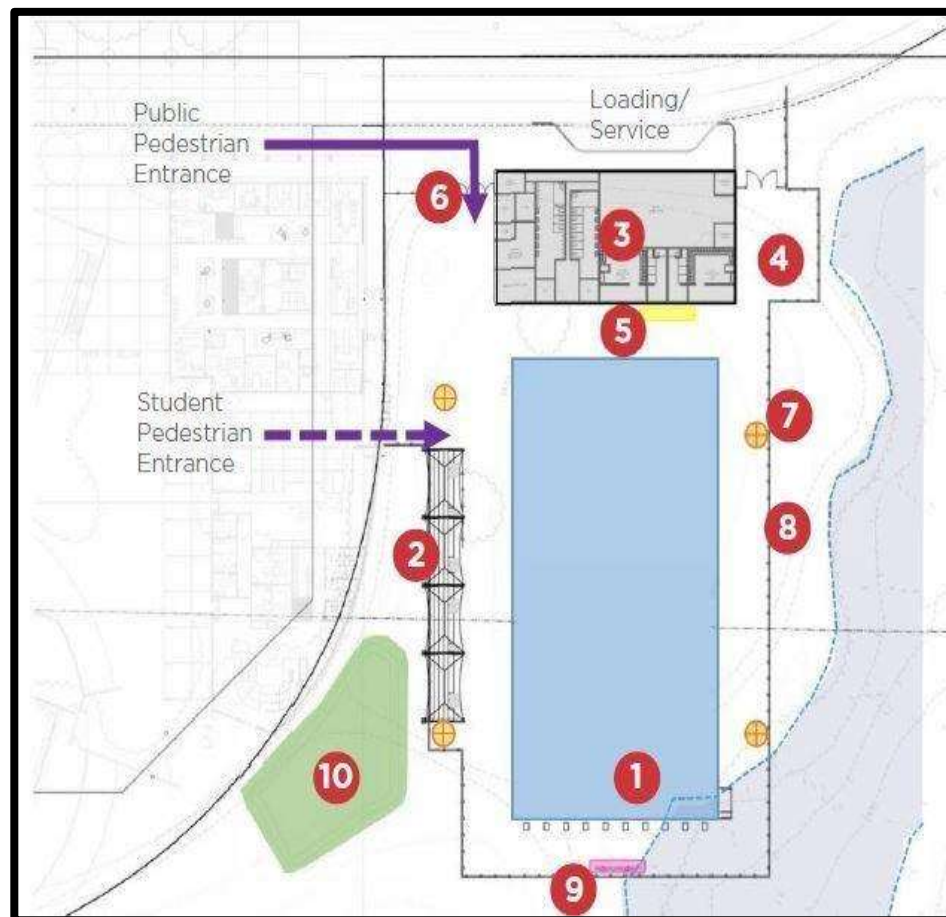 Public
Pedestrian
Entrance
Loading/
Service
6
3
4
5
Student
Pedestrian
Entrance
7
2
8
1
10
9